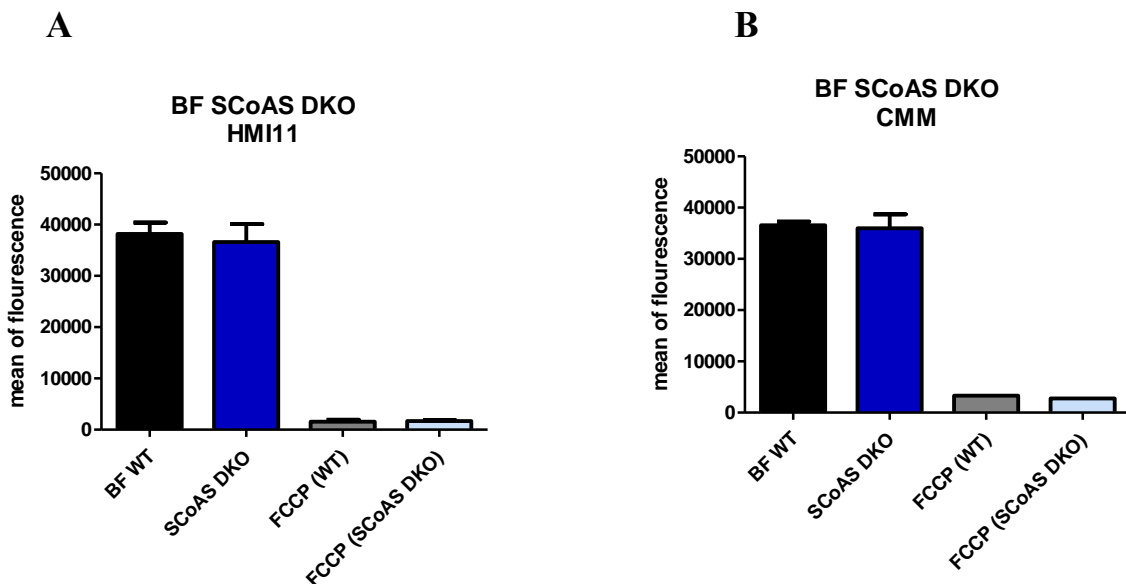 A
BF SCoAS DKO
HMI11
mean of flourescence
50000
40000
30000
20000
10000
0
BF WT
SCoAS DKO
FCCP (WT)
FCCP (SCoAS DKO)
B
BF SCoAS DKO
CMM
mean of flourescence
50000
40000
30000
20000
10000
0
BF WT
SCoAS DKO
FCCP (WT)
FCCP (SCoAS DKO)